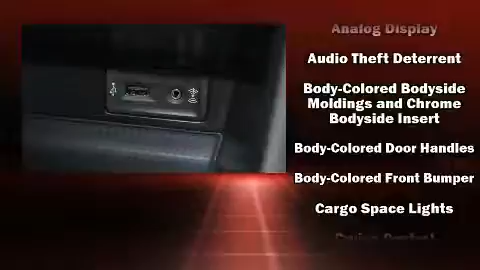 Analog Display
Audio Theft Deterrent
Body-Colored Bodyside
Moldings and Chrome
Bodyside Insert
Body-Colored Door Handles
Body-Colored Front Bumper
Cargo Space Lights